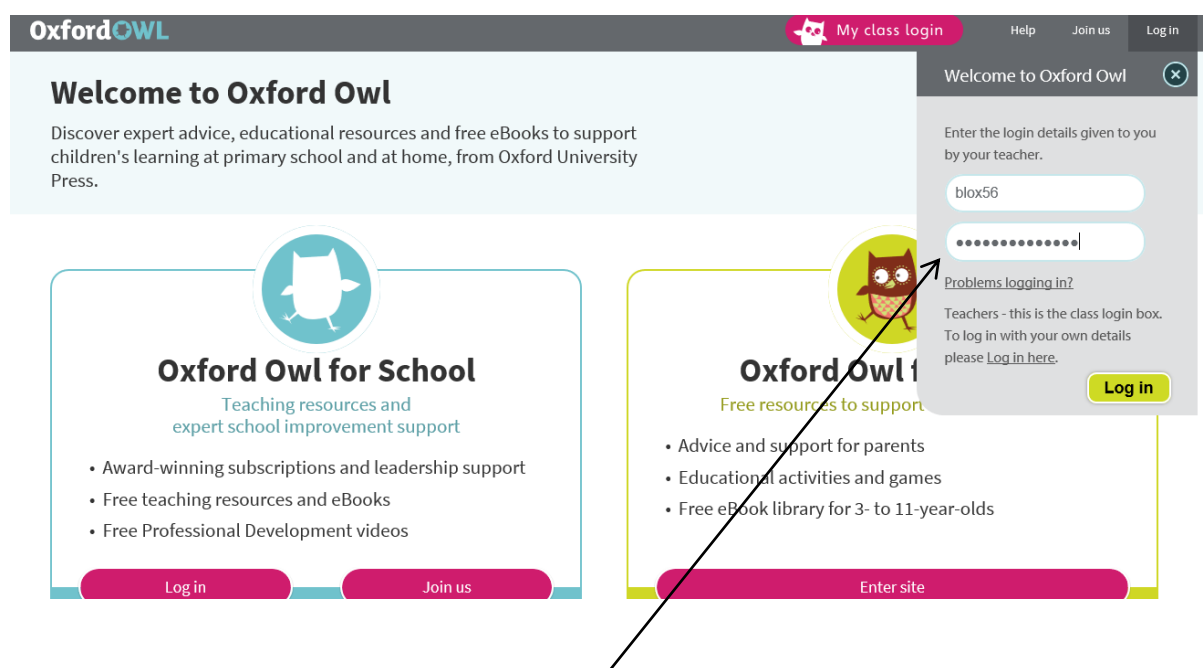 OxfordOWL
My class login
Help
Join us
Log in
Welcome to Oxford Owl
Discover expert advice, educational resources and free eBooks to support
children's learning at primary school and at home, from Oxford University
Press.
Welcome to Oxford Owl
Enter the login details given to you
by your teacher.
blox56
••••••••••••••
Problems logging in?
Teachers - this is the class login box.
To log in with your own details
please Log in here.
Log in
Oxford Owl for School
Teaching resources and
expert school improvement support
• Award-winning subscriptions and leadership support
• Free teaching resources and eBooks
• Free Professional Development videos
Log in
Join us
Oxford Owl f
Free resources to support
• Advice and support for parents
• Educational activities and games
• Free eBook library for 3- to 11-year-olds
Enter site